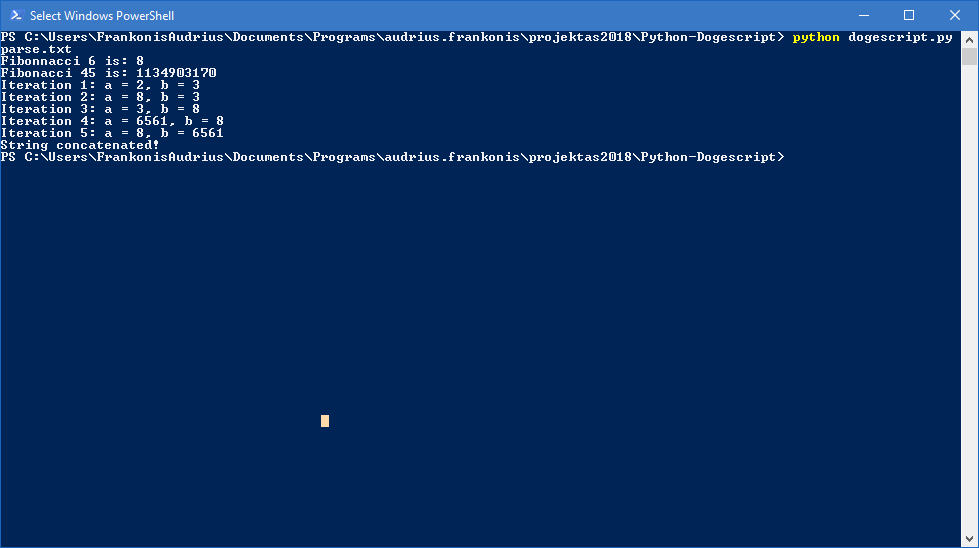 Select Windows PowerShell
PS C:\Users\FrankonisAudrius\Documents\Programs\audrius.frankonis\projektas2018\Python-Dogescript> python dogescript.py
parse.txt
Fibonnacci 6 is: 8
Fibonacci 45 is: 1134903170
Iteration 1: a = 2, b = 3
Iteration 2: a = 8, b = 3
Iteration 3: a = 3, b = 8
Iteration 4: a = 6561, b = 8
Iteration 5: a = 8, b = 6561
String concatenated!
PS C:\Users\FrankonisAudrius\Documents\Programs\audrius.frankonis\projektas2018\Python-Dogescript>